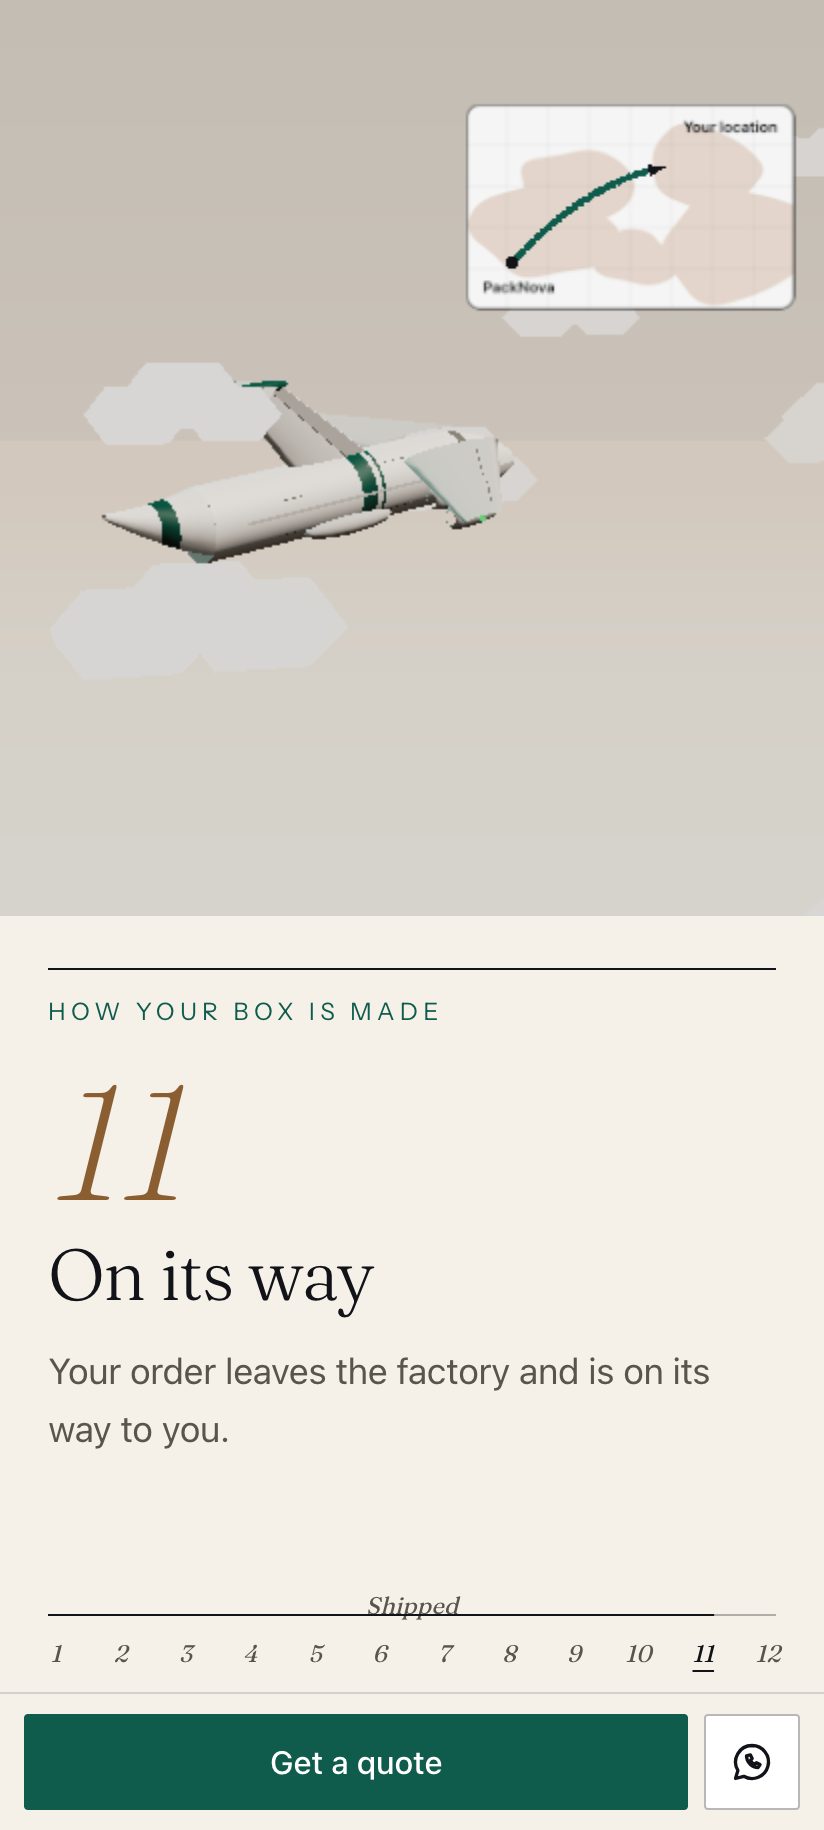 Your location
PackNova
HOW YOUR BOX IS MADE
11
On its way
Your order leaves the factory and is on its
way to you.
Shipped
1 2 3 4 5 6 7 8 9 10 11 12
Get a quote